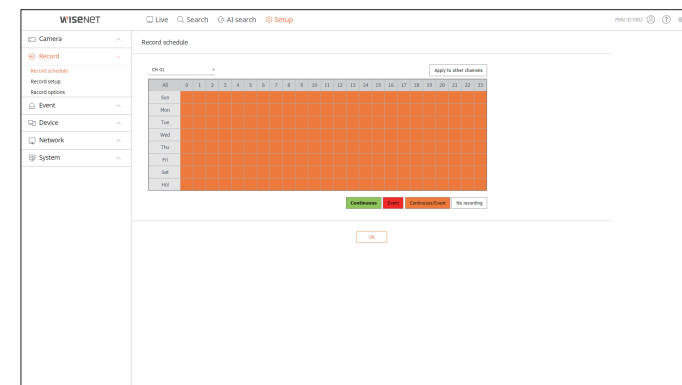 WISENET
Live Search AI search Setup
Camera
Record
Record schedule
Record setup
Record options
Event
Device
Network
System
Record schedule
CH 01
Apply to other channels
All 0 1 2 3 4 5 6 7 8 9 10 11 12 13 14 15 16 17 18 19 20 21 22 23
Sun
Mon
Tue
Wed
Thu
Fri
Sat
Hol
Continuous Event Continuous/Event No recording
OK